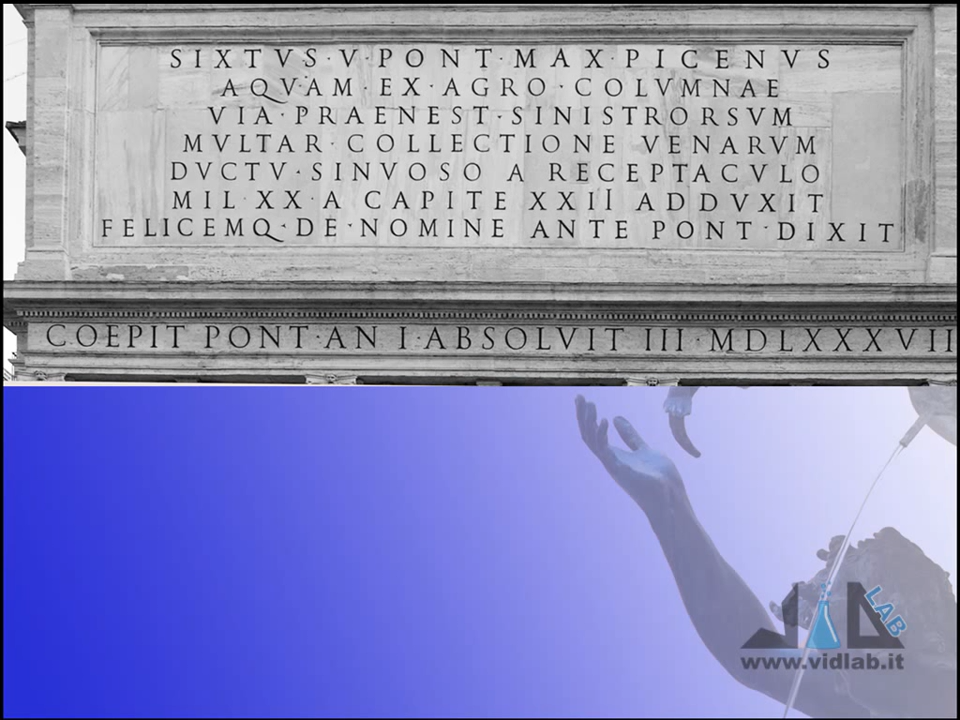 SIXTVS·V·PONT·MAX·PICENVS
AQVAM·EX·AGRO·COLVMNAE
VIA·PRAENEST·SINISTRORSVM
MVLTAR·COLLECTIONE VENARVM
DVCTV·SINVOSO A RECEPTACVLO
MIL·XX·A CAPITE XXII ADDVXIT
FELICEMQ·DE·NOMINE ANTE PONT·DIXIT
COEPIT PONT·AN I·ABSOLVIT III·MDLXXXVII
LAB
www.vidlab.it